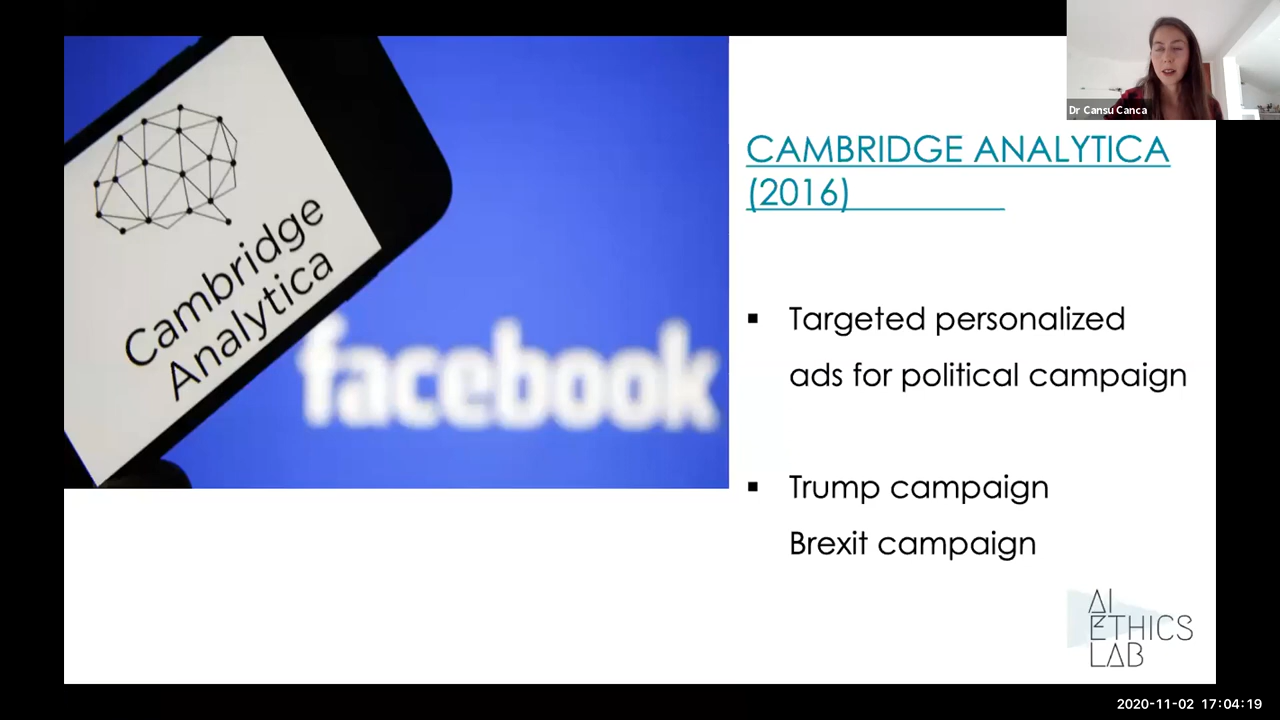 Dr Cansu Canca
Cambridge
Analytica
facebook
CAMBRIDGE ANALYTICA
(2016)
▪ Targeted personalized
ads for political campaign
▪ Trump campaign
Brexit campaign
AI
ETHICS
LAB
2020-11-02 17:04:19